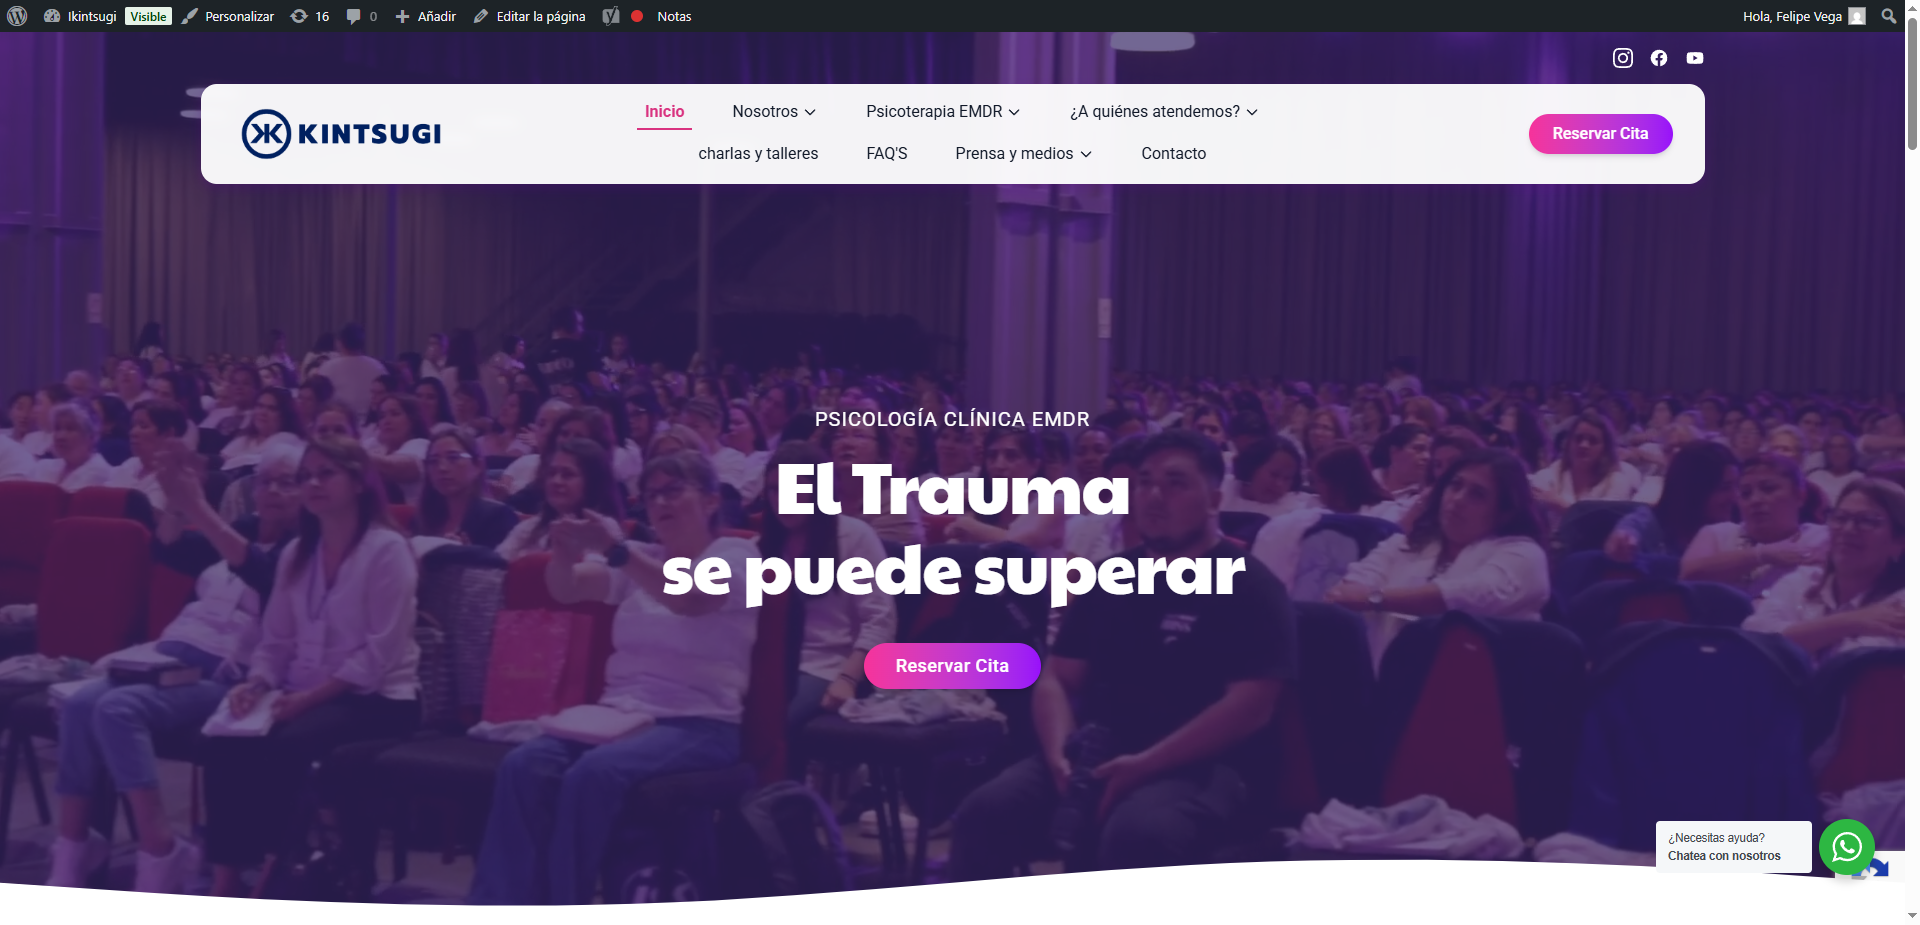 Ikintsugi Visible Personalizar 16 0 Añadir Editar la página Notas Hola, Felipe Vega
Inicio Nosotros Psicoterapia EMDR ¿A quiénes atendemos?
KINTSUGI
Reservar Cita
charlas y talleres FAQ'S Prensa y medios Contacto
PSICOLOGÍA CLÍNICA EMDR
El Trauma
se puede superar
Reservar Cita
¿Necesitas ayuda?
Chatea con nosotros